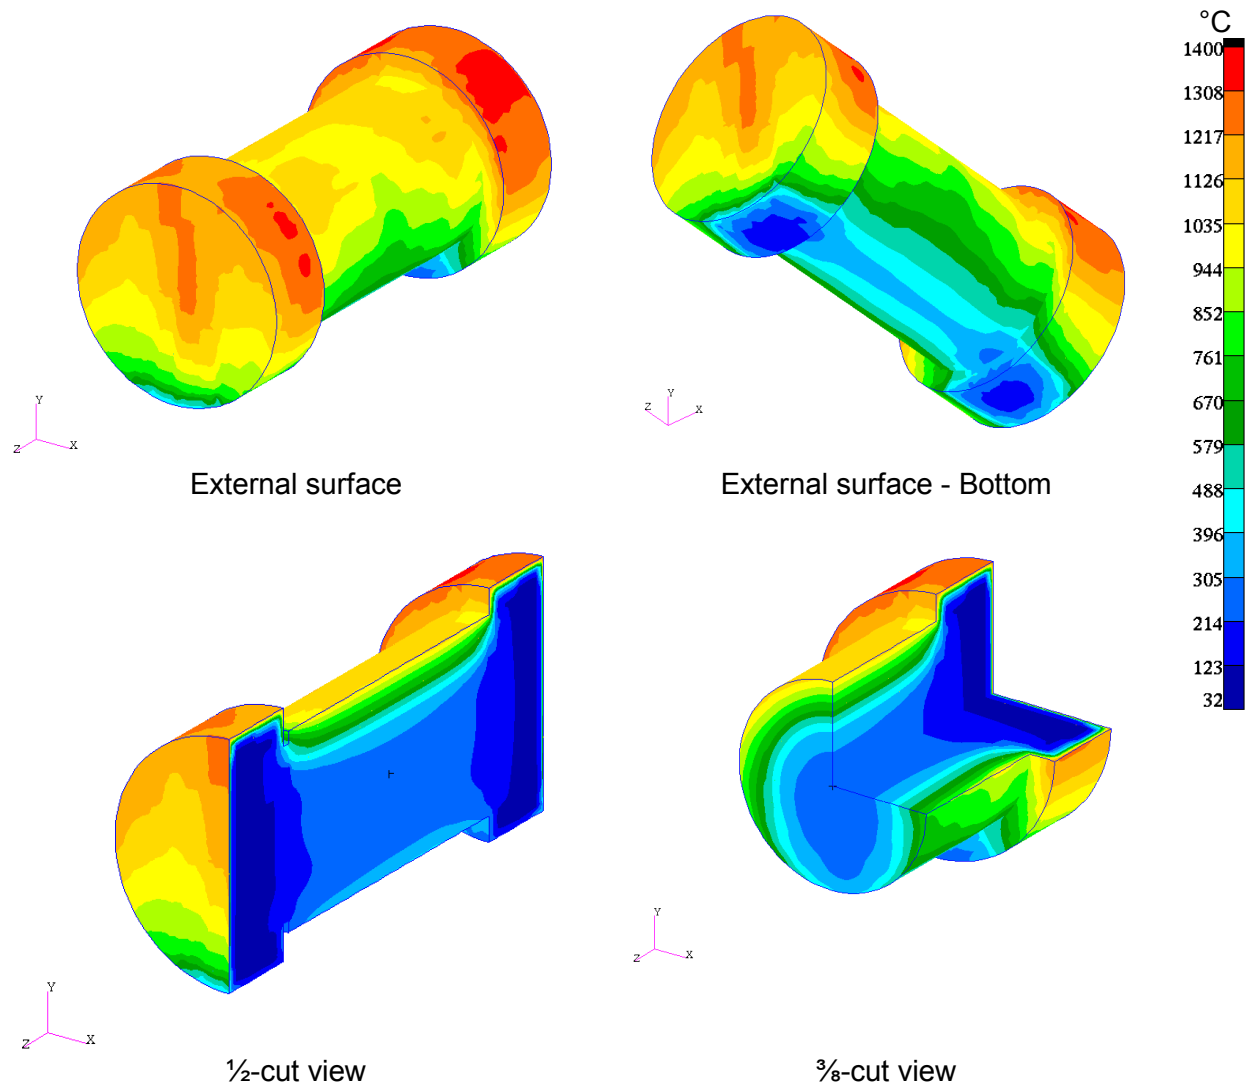 °C
1400
1308
1217
1126
1035
944
852
761
670
579
488
396
305
214
123
32
Y
Z
X
Y
Z
X
External surface
External surface - Bottom
Y
Z
X
Y
Z
X
½-cut view
⅜-cut view